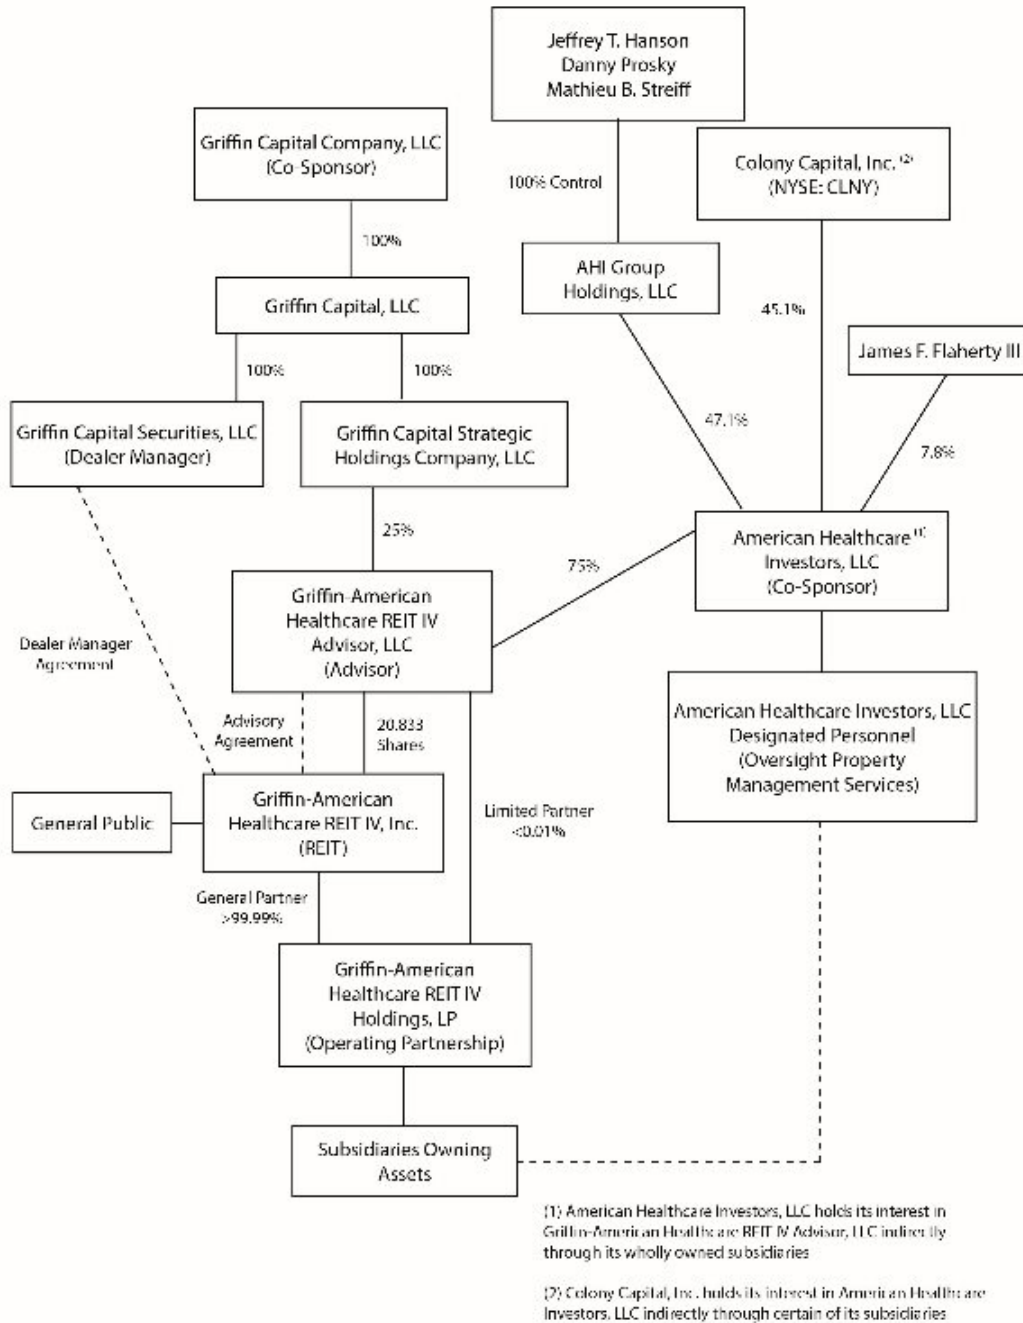 Jeffrey T. Hanson
Danny Prosky
Mathieu B. Streiff
Griffin Capital Company, LLC
(Co-Sponsor)
Colony Capital, Inc. (2)
(NYSE: CLNY)
100% Control
100%
AHI Group
Holdings, LLC
Griffin Capital, LLC
45.1%
James F. Flaherty III
100%
100%
Griffin Capital Securities, LLC
(Dealer Manager)
Griffin Capital Strategic
Holdings Company, LLC
47.1%
7.8%
25%
American Healthcare (1)
Investors, LLC
(Co-Sponsor)
75%
Griffin-American
Healthcare REIT IV
Advisor, LLC
(Advisor)
Dealer Manager
Agreement
Advisory
Agreement
20,833
Shares
American Healthcare Investors, LLC
Designated Personnel
(Oversight Property
Management Services)
General Public
Griffin-American
Healthcare REIT IV, Inc.
(REIT)
Limited Partner
<0.01%
General Partner
>99.99%
Griffin-American
Healthcare REIT IV
Holdings, LP
(Operating Partnership)
Subsidiaries Owning
Assets
(1) American Healthcare Investors, LLC holds its interest in
Griffin-American Healthcare REIT IV Advisor, LLC indirectly
through its wholly owned subsidiaries
(2) Colony Capital, Inc. holds its interest in American Healthcare
Investors, LLC indirectly through certain of its subsidiaries